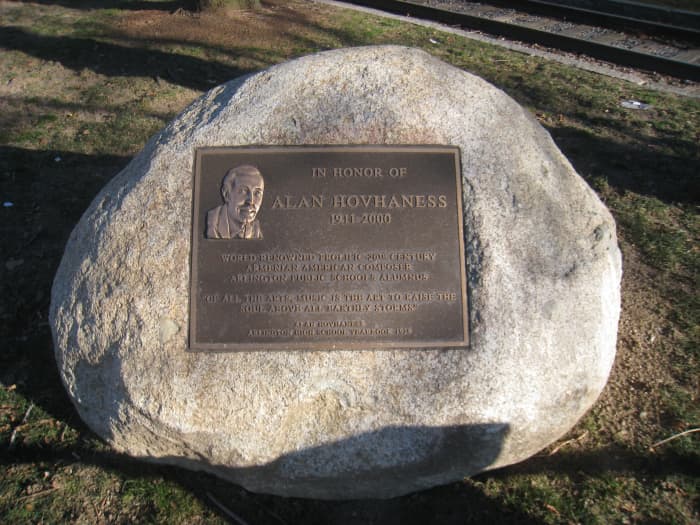 IN HONOR OF
ALAN HOVHANESS
1911-2000
WORLD RENOWNED PROLIFIC 20TH CENTURY
ARMENIAN AMERICAN COMPOSER
ARLINGTON PUBLIC SCHOOLS ALUMNUS
"OF ALL THE ARTS, MUSIC IS THE ART TO RAISE THE
SOUL ABOVE ALL EARTHLY STORMS"
ALAN HOVHANESS
ARLINGTON HIGH SCHOOL YEARBOOK